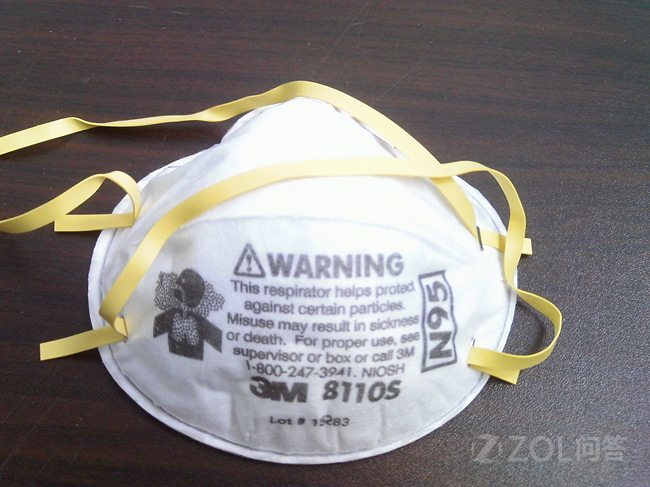 WARNING
This respirator helps protect
against certain particles.
Misuse may result in sickness
or death. For proper use, see
supervisor or box or call 3M
1-800-247-3941. NIOSH
3M 8110S
N95
Lot #
ZOL问答